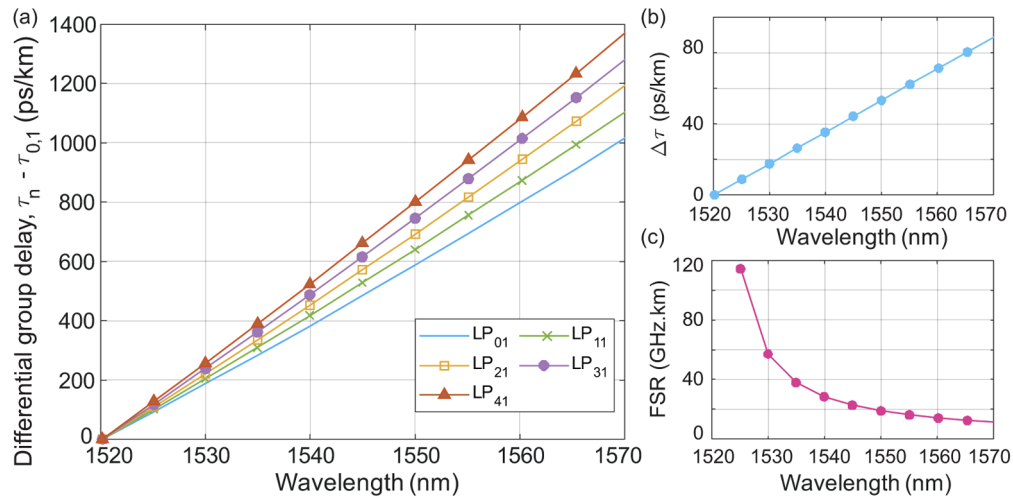 (a)
Differential group delay, τn - τ0,1 (ps/km)
1400
1200
1000
800
600
400
200
0
1520 1530 1540 1550 1560 1570
Wavelength (nm)
LP01 LP11
LP21 LP31
LP41
(b)
Δτ (ps/km)
80
40
0
1520 1530 1540 1550 1560 1570
Wavelength (nm)
(c)
FSR (GHz.km)
120
80
40
0
1520 1530 1540 1550 1560 1570
Wavelength (nm)